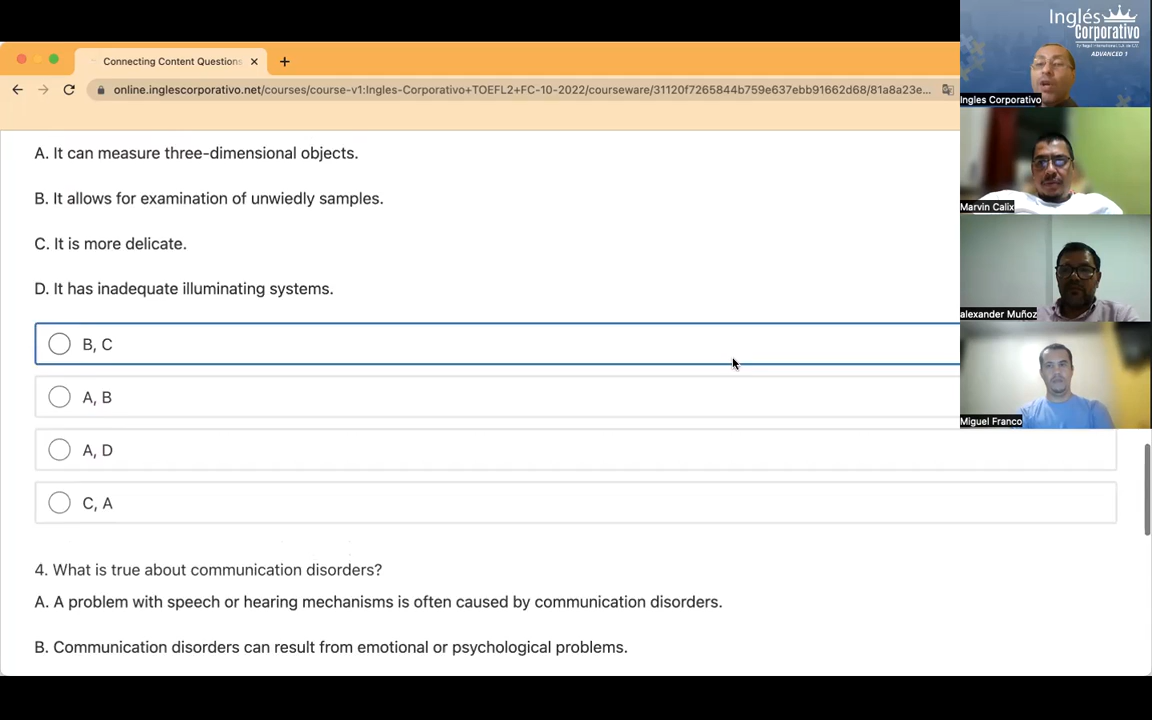 Inglés
Corporativo
ADVANCED 1
Ingles Corporativo
Connecting Content Questions
online.inglescorporativo.net/courses/course-v1:Ingles-Corporativo+TOEFL2+FC-10-2022/courseware/31120f7265844b759e637ebb91662d68/81a8a23e...
A. It can measure three-dimensional objects.
B. It allows for examination of unwiedly samples.
Marvin Calix
C. It is more delicate.
D. It has inadequate illuminating systems.
alexander Muñoz
B, C
A, B
Miguel Franco
A, D
C, A
4. What is true about communication disorders?
A. A problem with speech or hearing mechanisms is often caused by communication disorders.
B. Communication disorders can result from emotional or psychological problems.